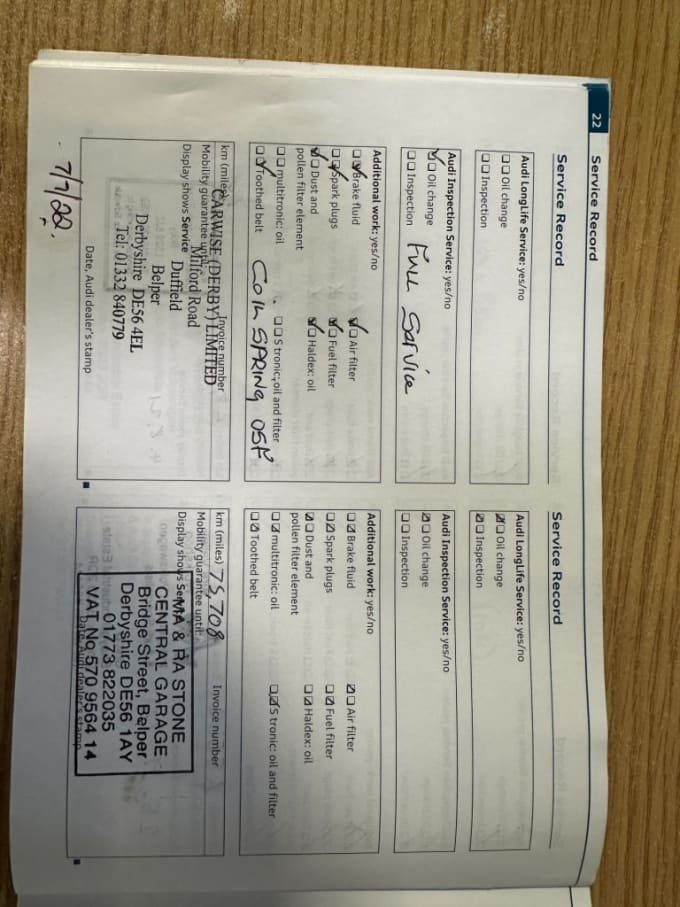 22
Service Record
Service Record
Audi LongLife Service: yes/no
Oil change
Inspection
Audi Inspection Service: yes/no
Oil change
Inspection
Full Service
Additional work: yes/no
Brake fluid
Air filter
Spark plugs
Fuel filter
Dust and
pollen filter element
Haldex: oil
multitronic: oil
S tronic: oil and filter
Toothed belt
COIL SPRING OSF
km (miles)
Invoice number
Mobility guarantee until:
Display shows Service
CARWISE (DERBY) LIMITED
Milford Road
Duffield
Belper
Derbyshire DE56 4EL
Tel: 01332 840779
Date, Audi dealer's stamp
7/7/22.
Service Record
Audi LongLife Service: yes/no
Oil change
Inspection
Audi Inspection Service: yes/no
Oil change
Inspection
Additional work: yes/no
Brake fluid
Air filter
Spark plugs
Fuel filter
Dust and
pollen filter element
Haldex: oil
multitronic: oil
S tronic: oil and filter
Toothed belt
km (miles) 75,708
Invoice number
Mobility guarantee until:
Display shows
MA & RA STONE
CENTRAL GARAGE
Bridge Street, Belper
Derbyshire DE56 1AY
01773 822035
VAT No 570 9564 14
Date, Audi dealer's stamp